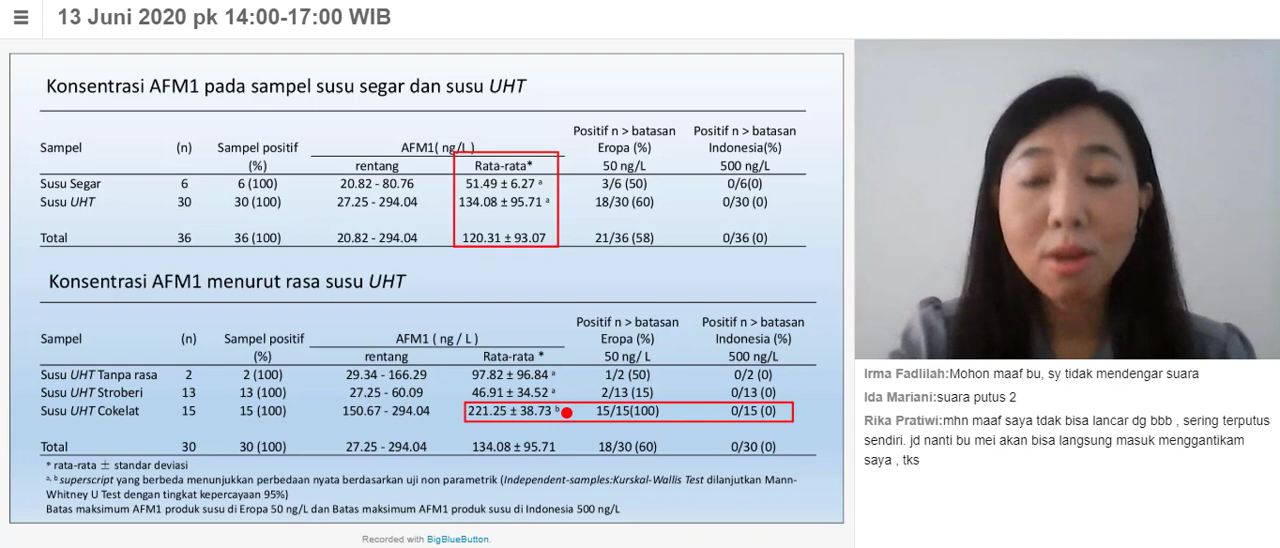 13 Juni 2020 pk 14:00-17:00 WIB
Konsentrasi AFM1 pada sampel susu segar dan susu UHT
Sampel (n) Sampel positif (%) AFM1( ng/L ) Positif n > batasan Eropa (%) 50 ng/L Positif n > batasan Indonesia(%) 500 ng/L
rentang Rata-rata*
Susu Segar 6 6 (100) 20.82 - 80.76 51.49 ± 6.27 ᵃ 3/6 (50) 0/6(0)
Susu UHT 30 30 (100) 27.25 - 294.04 134.08 ± 95.71 ᵃ 18/30 (60) 0/30 (0)
Total 36 36 (100) 20.82 - 294.04 120.31 ± 93.07 21/36 (58) 0/36 (0)
Konsentrasi AFM1 menurut rasa susu UHT
Sampel (n) Sampel positif (%) AFM1 ( ng / L ) Positif n > batasan Eropa (%) 50 ng/ L Positif n > batasan Indonesia (%) 500 ng/L
rentang Rata-rata *
Susu UHT Tanpa rasa 2 2 (100) 29.34 - 166.29 97.82 ± 96.84 ᵃ 1/2 (50) 0/2 (0)
Susu UHT Stroberi 13 13 (100) 27.25 - 60.09 46.91 ± 34.52 ᵃ 2/13 (15) 0/13 (0)
Susu UHT Cokelat 15 15 (100) 150.67 - 294.04 221.25 ± 38.73 ᵇ 15/15(100) 0/15 (0)
Total 30 30 (100) 27.25 - 294.04 134.08 ± 95.71 18/30 (60) 0/30 (0)
* rata-rata ± standar deviasi
ᵃ, ᵇ superscript yang berbeda menunjukkan perbedaan nyata berdasarkan uji non parametrik (Independent-samples:Kurskal-Wallis Test dilanjutkan Mann-
Whitney U Test dengan tingkat kepercayaan 95%)
Batas maksimum AFM1 produk susu di Eropa 50 ng/L dan Batas maksimum AFM1 produk susu di Indonesia 500 ng/L
Recorded with BigBlueButton.
Irma Fadlilah:Mohon maaf bu, sy tidak mendengar suara
Ida Mariani:suara putus 2
Rika Pratiwi:mhn maaf saya tdak bisa lancar dg bbb , sering terputus
sendiri. jd nanti bu mei akan bisa langsung masuk menggantikam
saya , tks